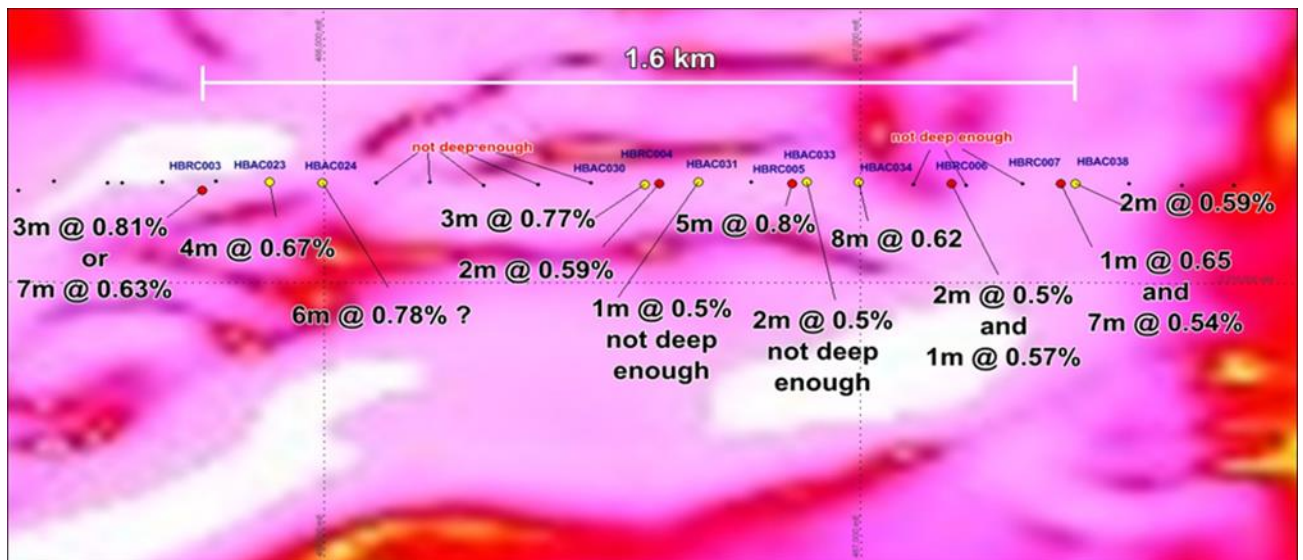 1.6 km
not deep enough
not deep enough
HBRC003
HBAC023
HBAC024
HBAC030
HBRC004
HBAC031
HBRC005
HBAC033
HBAC034
HBRC006
HBRC007
HBAC038
3m @ 0.81%
or
7m @ 0.63%
4m @ 0.67%
6m @ 0.78% ?
3m @ 0.77%
2m @ 0.59%
1m @ 0.5%
not deep
enough
5m @ 0.8%
2m @ 0.5%
not deep
enough
8m @ 0.62
2m @ 0.5%
and
1m @ 0.57%
2m @ 0.59%
1m @ 0.65
and
7m @ 0.54%